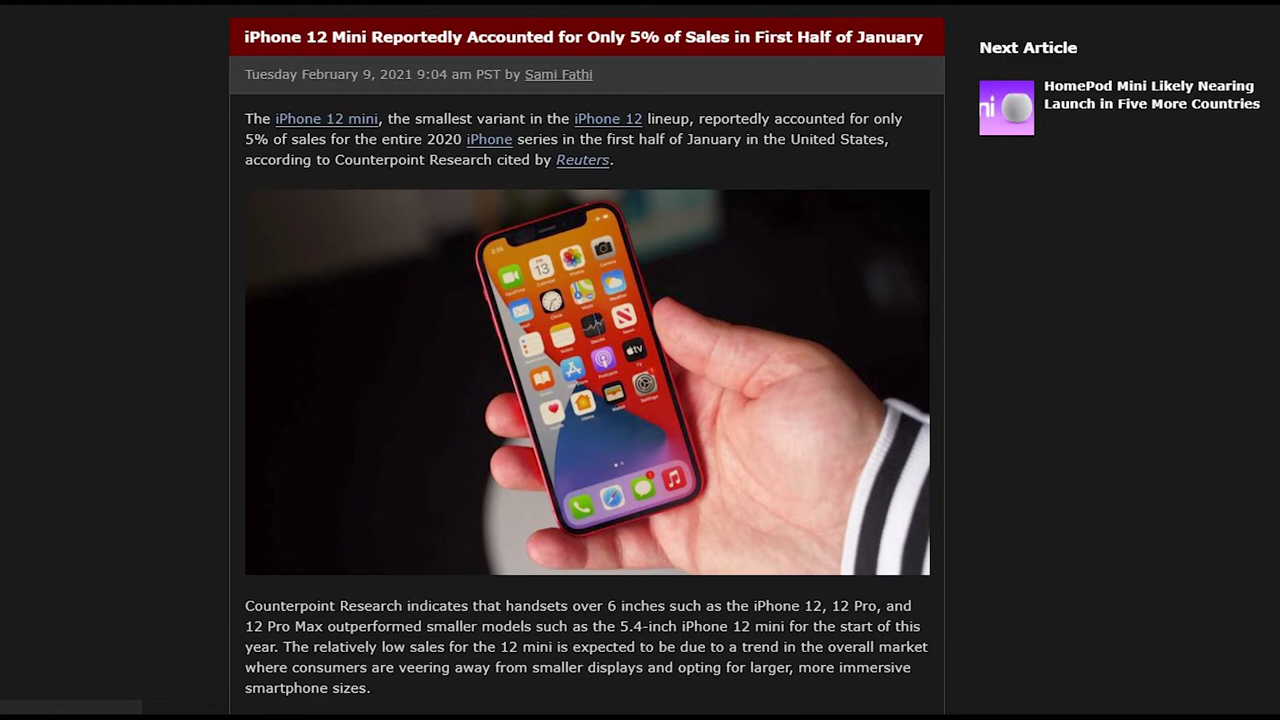 iPhone 12 Mini Reportedly Accounted for Only 5% of Sales in First Half of January
Tuesday February 9, 2021 9:04 am PST by Sami Fathi
The iPhone 12 mini, the smallest variant in the iPhone 12 lineup, reportedly accounted for only
5% of sales for the entire 2020 iPhone series in the first half of January in the United States,
according to Counterpoint Research cited by Reuters.
13
tv
Counterpoint Research indicates that handsets over 6 inches such as the iPhone 12, 12 Pro, and
12 Pro Max outperformed smaller models such as the 5.4-inch iPhone 12 mini for the start of this
year. The relatively low sales for the 12 mini is expected to be due to a trend in the overall market
where consumers are veering away from smaller displays and opting for larger, more immersive
smartphone sizes.
Next Article
HomePod Mini Likely Nearing
Launch in Five More Countries